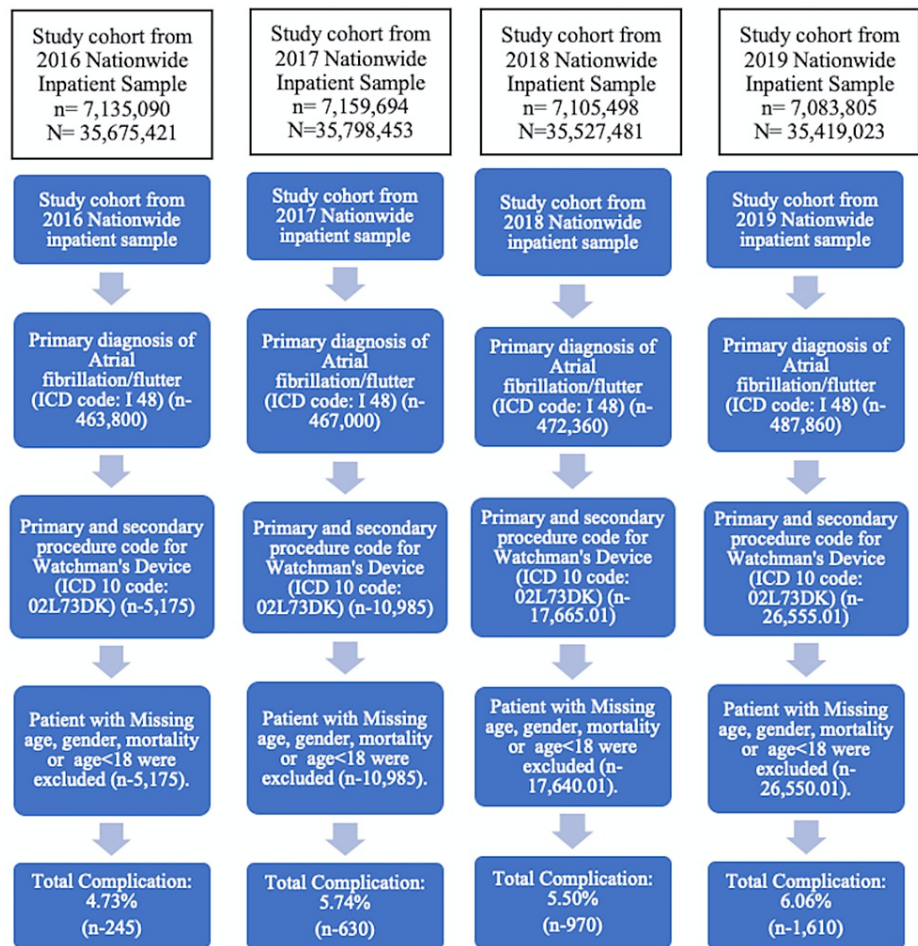 Study cohort from
2016 Nationwide
Inpatient Sample
n= 7,135,090
N= 35,675,421
Study cohort from
2016 Nationwide
inpatient sample
Primary diagnosis of
Atrial
fibrillation/flutter
(ICD code: I 48) (n-
463,800)
Primary and secondary
procedure code for
Watchman's Device
(ICD 10 code:
02L73DK) (n-5,175)
Patient with Missing
age, gender, mortality
or age<18 were
excluded (n-5,175).
Total Complication:
4.73%
(n-245)
Study cohort from
2017 Nationwide
Inpatient Sample
n= 7,159,694
N=35,798,453
Study cohort from
2017 Nationwide
inpatient sample
Primary diagnosis of
Atrial
fibrillation/flutter
(ICD code: I 48) (n-
467,000)
Primary and secondary
procedure code for
Watchman's Device
(ICD 10 code:
02L73DK) (n-10,985)
Patient with Missing
age, gender, mortality
or age<18 were
excluded (n-10,985).
Total Complication:
5.74%
(n-630)
Study cohort from
2018 Nationwide
Inpatient Sample
n= 7,105,498
N=35,527,481
Study cohort from
2018 Nationwide
inpatient sample
Primary diagnosis of
Atrial
fibrillation/flutter
(ICD code: I 48) (n-
472,360)
Primary and secondary
procedure code for
Watchman's Device
(ICD 10 code:
02L73DK) (n-
17,665.01)
Patient with Missing
age, gender, mortality
or age<18 were
excluded (n-
17,640.01).
Total Complication:
5.50%
(n-970)
Study cohort from
2019 Nationwide
Inpatient Sample
n= 7,083,805
N= 35,419,023
Study cohort from
2019 Nationwide
inpatient sample
Primary diagnosis of
Atrial
fibrillation/flutter
(ICD code: I 48) (n-
487,860)
Primary and secondary
procedure code for
Watchman's Device
(ICD 10 code:
02L73DK) (n-
26,555.01)
Patient with Missing
age, gender, mortality
or age<18 were
excluded (n-
26,550.01).
Total Complication:
6.06%
(n-1,610)